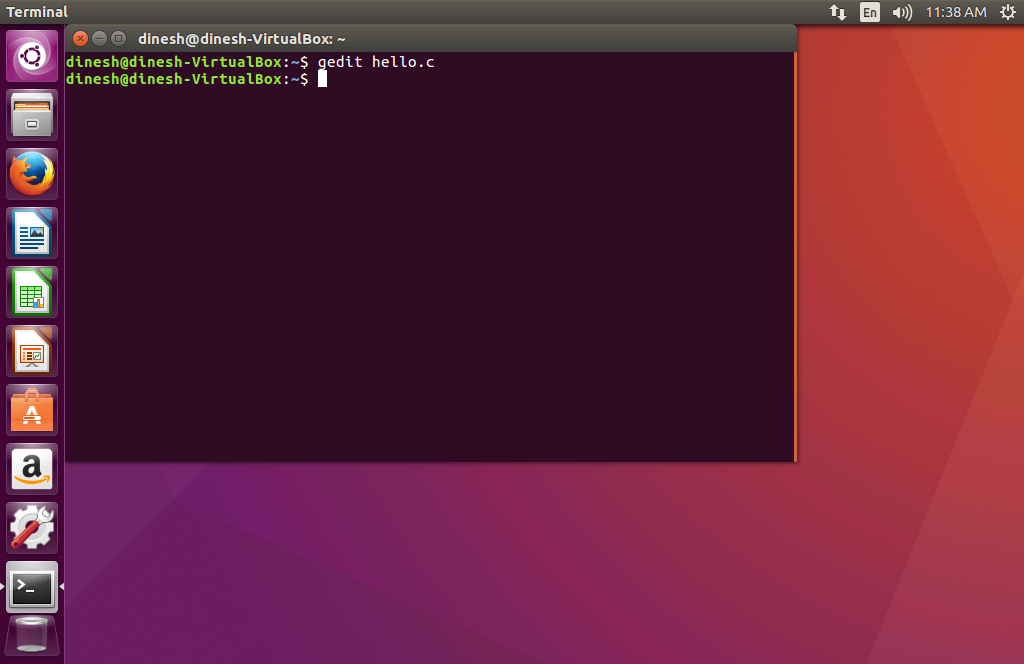 Terminal
En
11:38 AM
dinesh@dinesh-VirtualBox: ~
dinesh@dinesh-VirtualBox:~$ gedit hello.c
dinesh@dinesh-VirtualBox:~$
A
a
>_